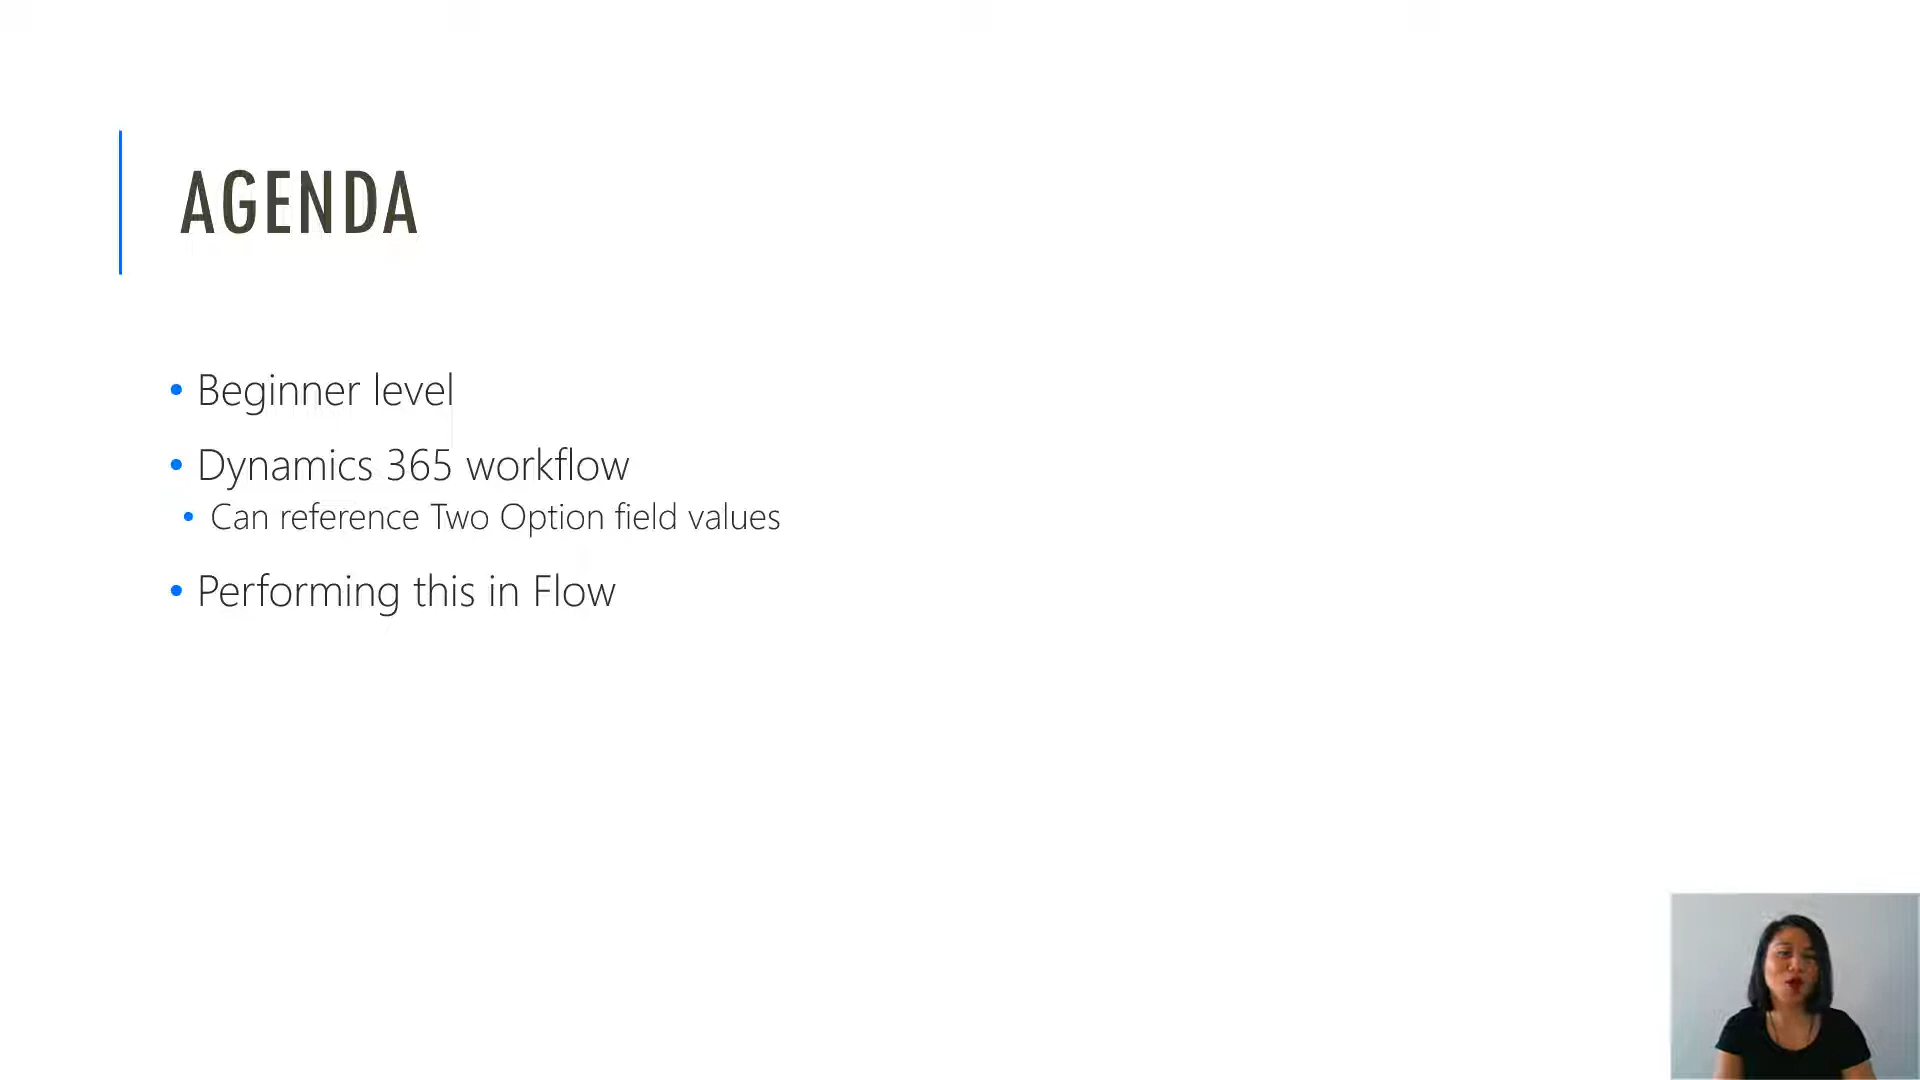 AGENDA
• Beginner level
• Dynamics 365 workflow
• Can reference Two Option field values
• Performing this in Flow